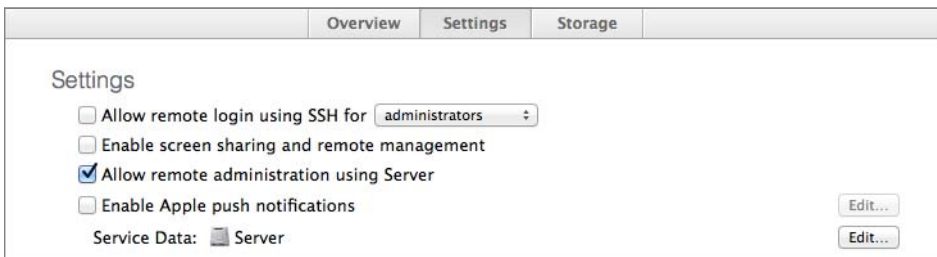 Overview Settings Storage
Settings
Allow remote login using SSH for administrators
Enable screen sharing and remote management
Allow remote administration using Server
Enable Apple push notifications Edit...
Service Data: Server Edit...